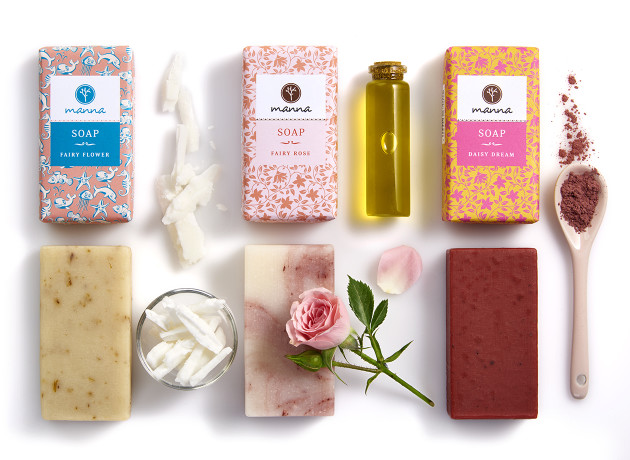 manna
SOAP
FAIRY FLOWER
manna
SOAP
FAIRY ROSE
manna
SOAP
DAISY DREAM